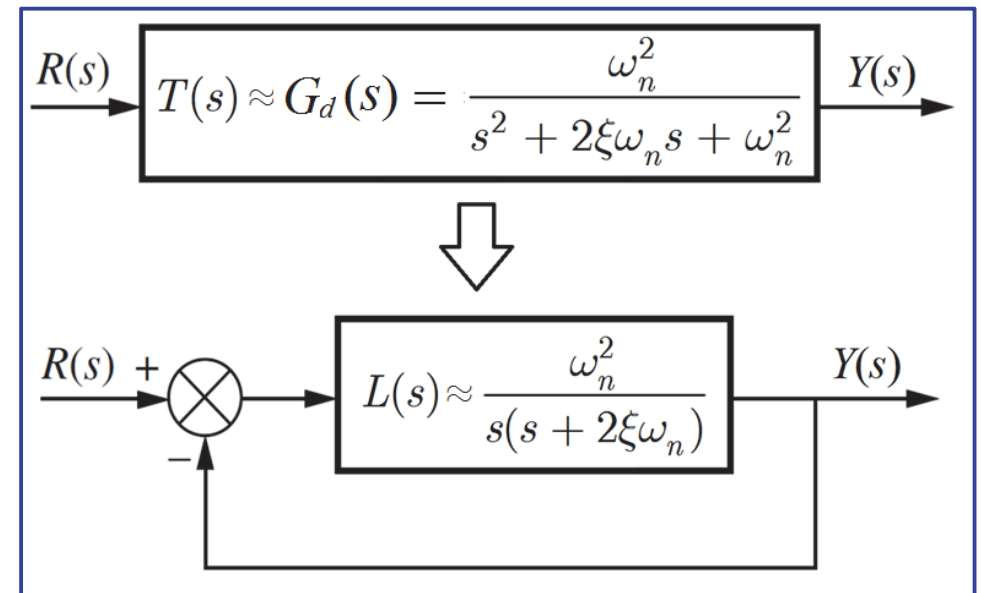 R(s) T(s) ≈ G_d(s) = ω_n^2 / (s^2 + 2ξω_n s + ω_n^2) Y(s)
R(s) + L(s) ≈ ω_n^2 / (s(s + 2ξω_n)) Y(s)
−